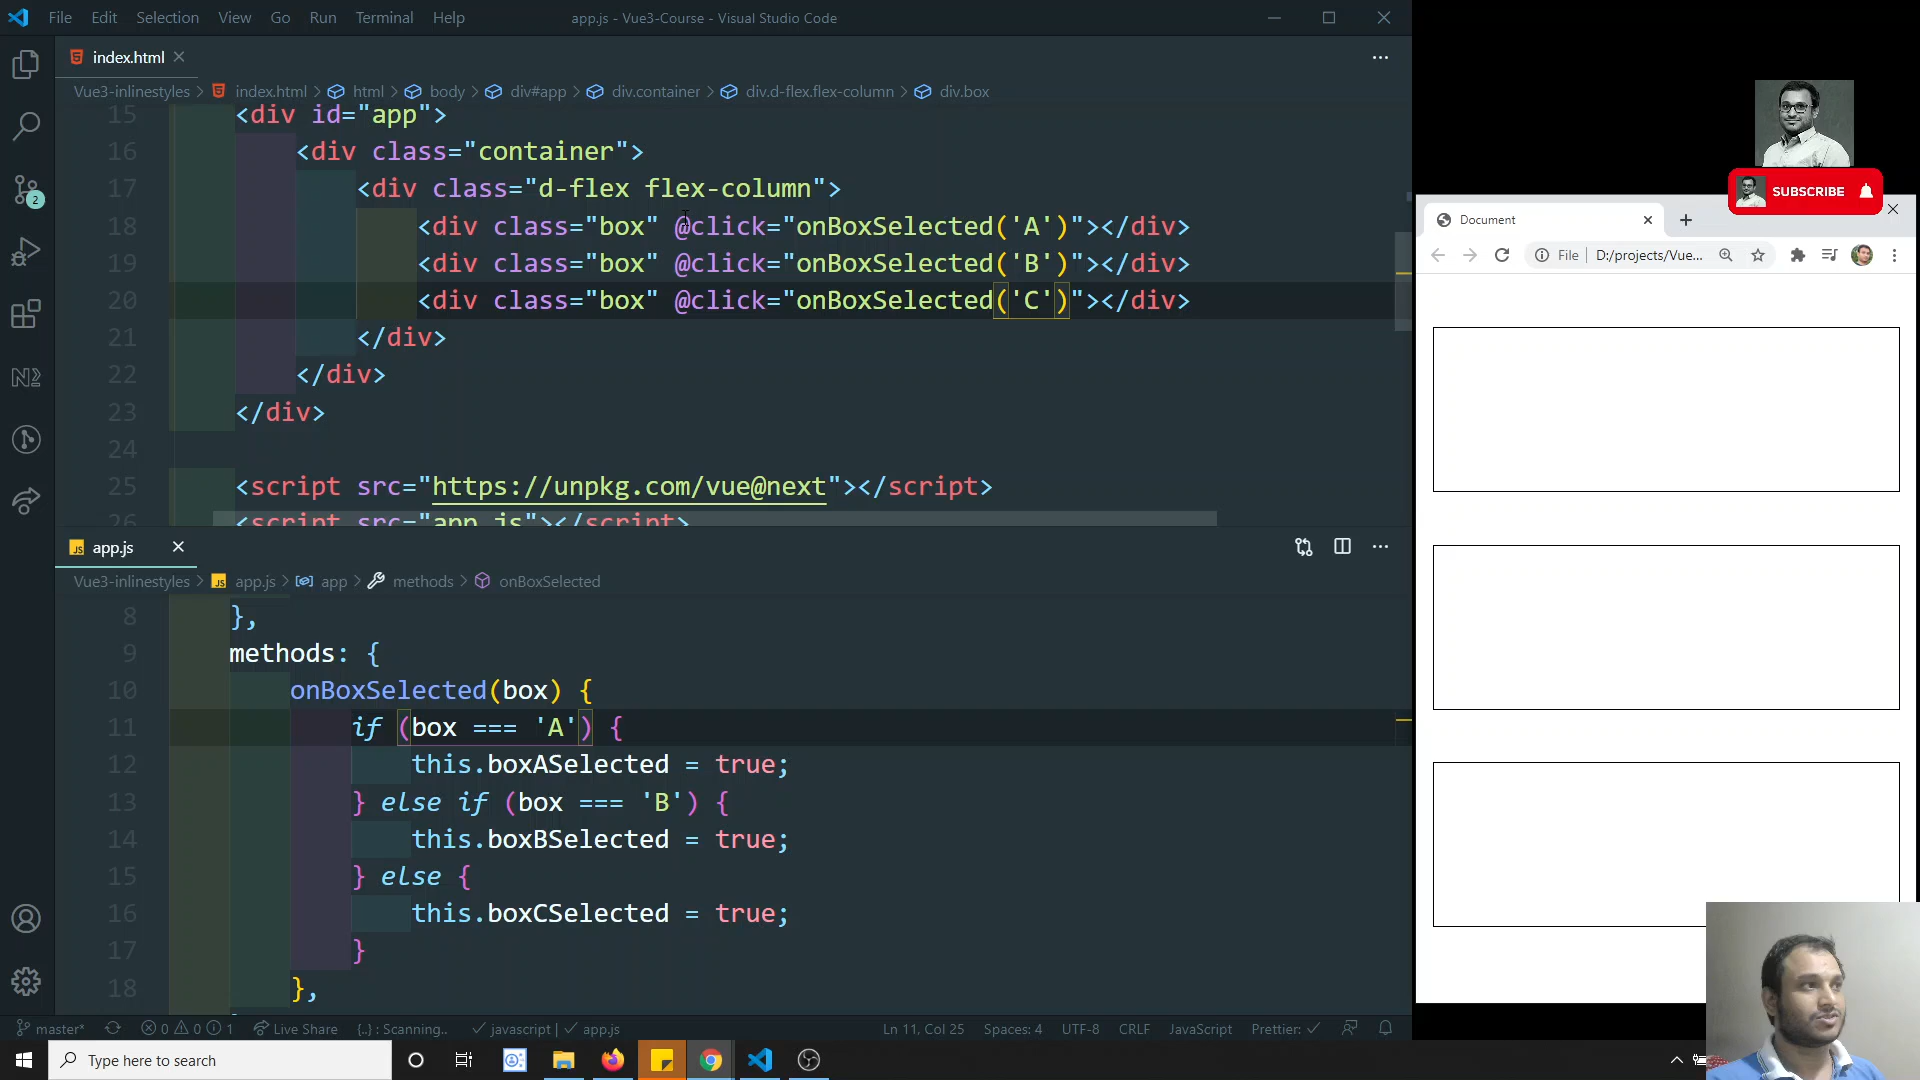 File Edit Selection View Go Run Terminal Help
app.js - Vue3-Course - Visual Studio Code
index.html
Vue3-inlinestyles > index.html > html > body > div#app > div.container > div.d-flex.flex-column > div.box
15 <div id="app">
16 <div class="container">
17 <div class="d-flex flex-column">
18 <div class="box" @click="onBoxSelected('A')"></div>
19 <div class="box" @click="onBoxSelected('B')"></div>
20 <div class="box" @click="onBoxSelected('C')"></div>
21 </div>
22 </div>
23 </div>
24
25 <script src="https://unpkg.com/vue@next"></script>
26 <script src="app.js"></script>
app.js
Vue3-inlinestyles > app.js > app > methods > onBoxSelected
8 },
9 methods: {
10 onBoxSelected(box) {
11 if (box === 'A') {
12 this.boxASelected = true;
13 } else if (box === 'B') {
14 this.boxBSelected = true;
15 } else {
16 this.boxCSelected = true;
17 }
18 },
2
master* 0 0 1 Live Share {..} : Scanning.. javascript | app.js Ln 11, Col 25 Spaces: 4 UTF-8 CRLF JavaScript Prettier:
Type here to search
SUBSCRIBE
Document
File D:/projects/Vue...